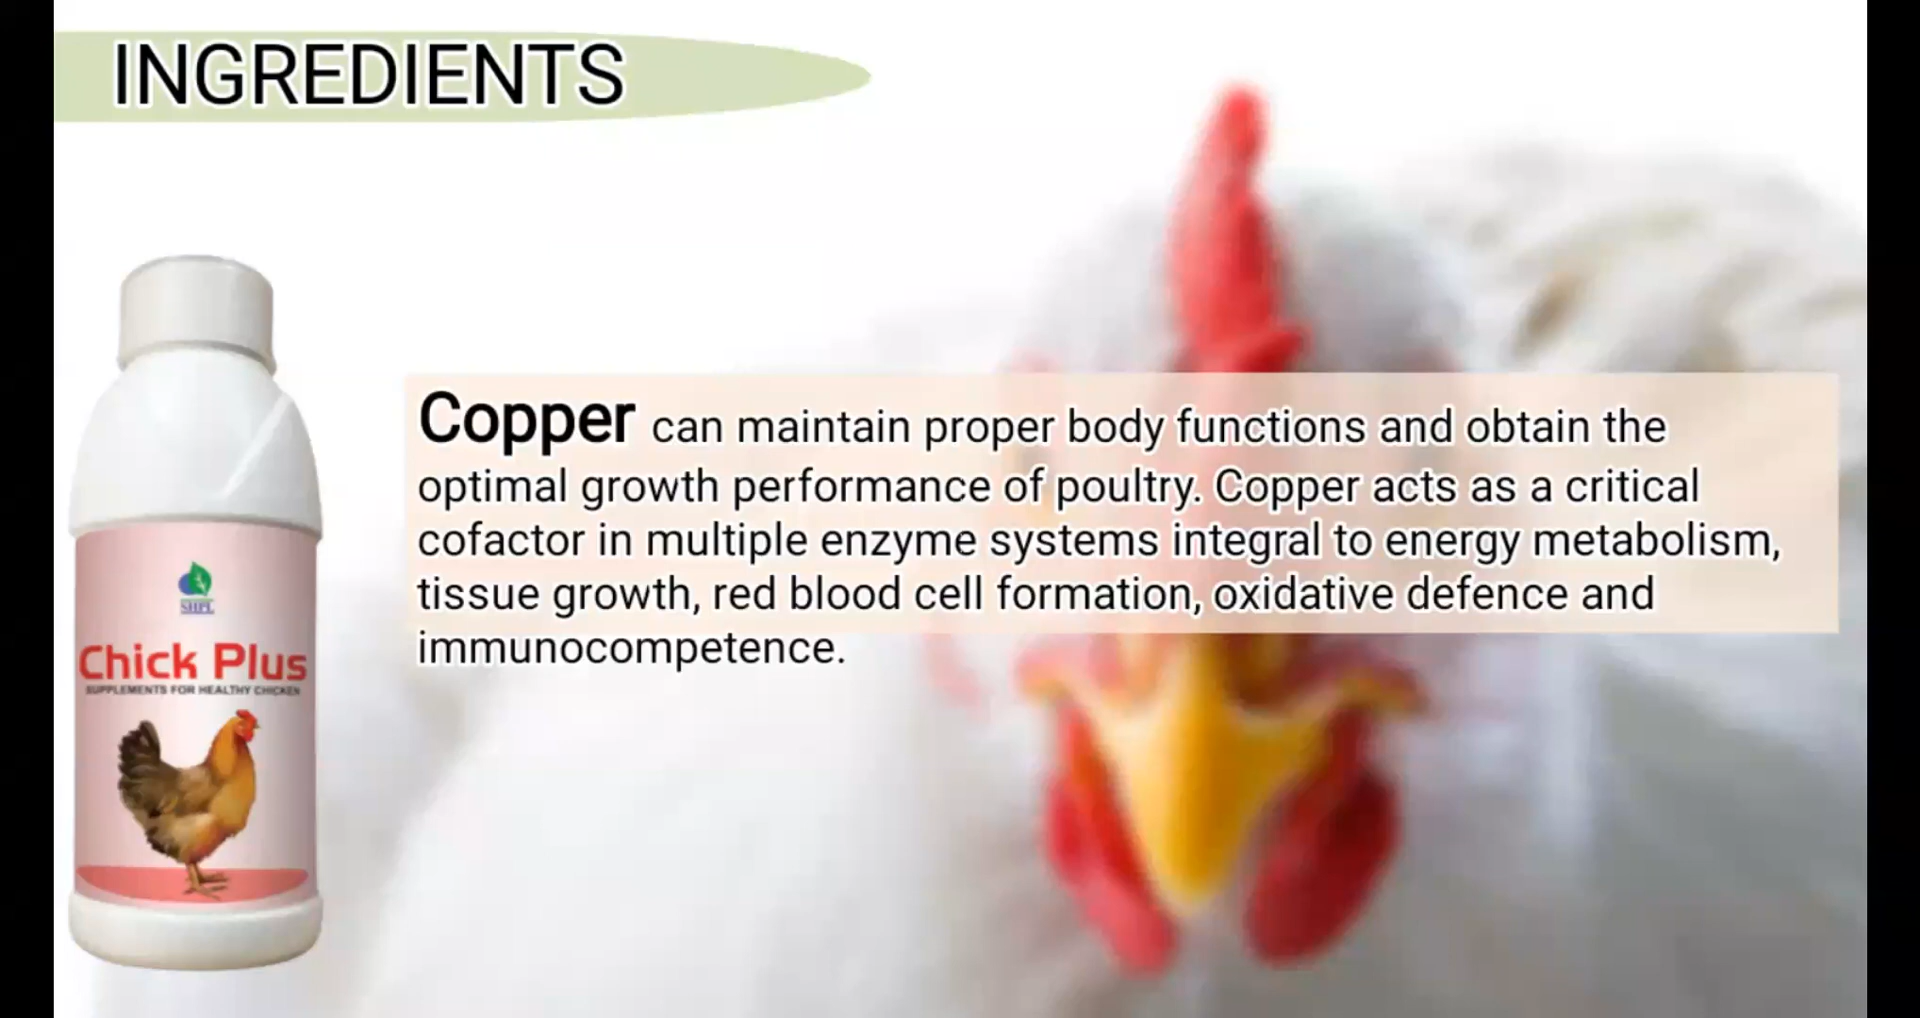 INGREDIENTS
Copper can maintain proper body functions and obtain the
optimal growth performance of poultry. Copper acts as a critical
cofactor in multiple enzyme systems integral to energy metabolism,
tissue growth, red blood cell formation, oxidative defence and
immunocompetence.
SHPL
Chick Plus
SUPPLEMENTS FOR HEALTHY CHICKEN